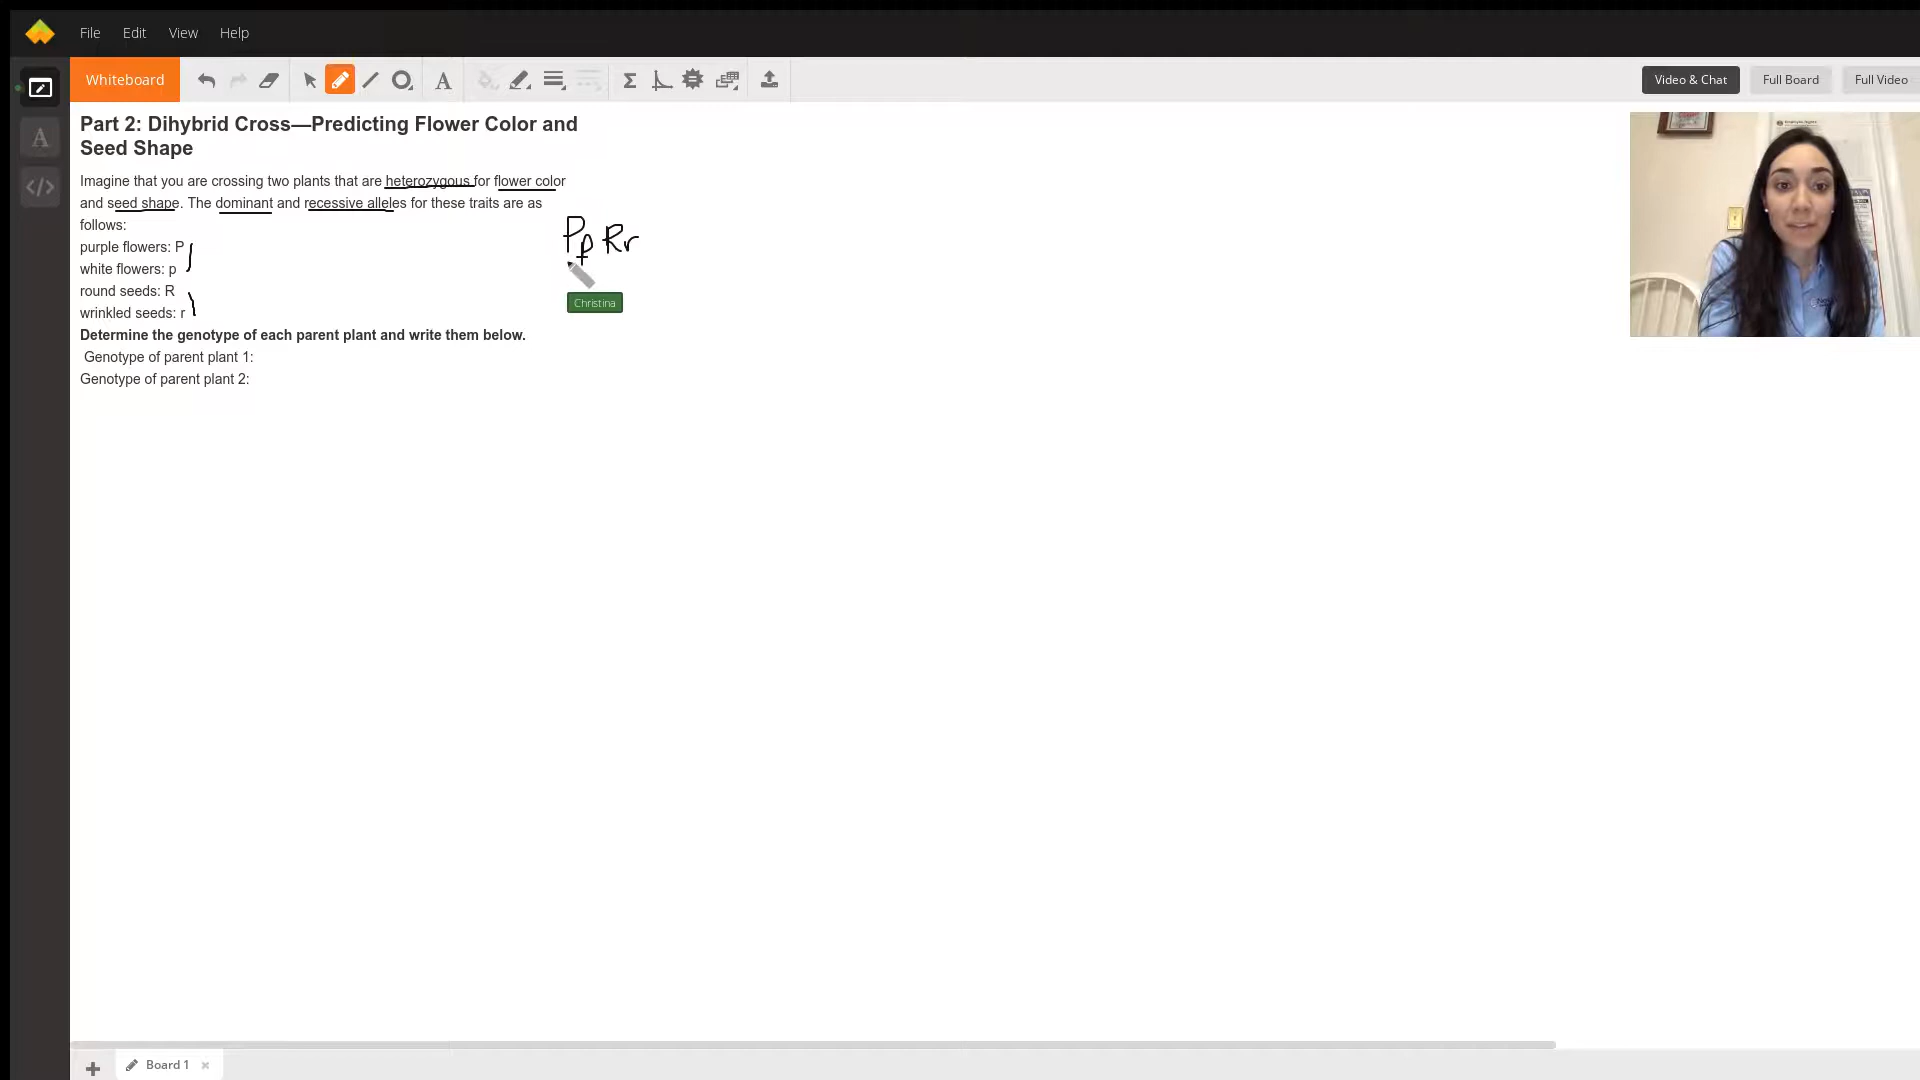 File Edit View Help
Whiteboard
Video & Chat Full Board Full Video
Part 2: Dihybrid Cross—Predicting Flower Color and
Seed Shape
Imagine that you are crossing two plants that are heterozygous for flower color
and seed shape. The dominant and recessive alleles for these traits are as
follows:
purple flowers: P
white flowers: p
round seeds: R
wrinkled seeds: r
Determine the genotype of each parent plant and write them below.
Genotype of parent plant 1:
Genotype of parent plant 2:
Pp Rr
Christina
Board 1